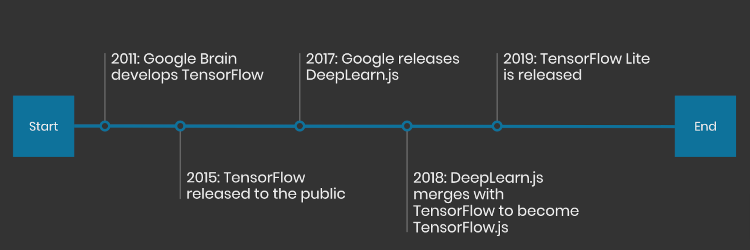 Start
2011: Google Brain
develops TensorFlow
2015: TensorFlow
released to the public
2017: Google releases
DeepLearn.js
2018: DeepLearn.js
merges with
TensorFlow to become
TensorFlow.js
2019: TensorFlow Lite
is released
End